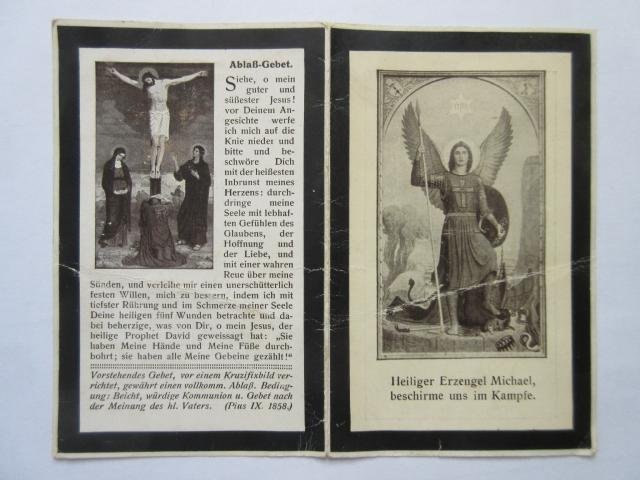 Ablaß-Gebet.
Siehe, o mein
guter und
süßester Jesus!
vor Deinem An-
gesichte werfe
ich mich auf die
Knie nieder und
bitte und be-
schwöre Dich
mit der heißesten
Inbrunst meines
Herzens: durch-
dringe meine
Seele mit lebhaf-
ten Gefühlen des
Glaubens, der
Hoffnung und
der Liebe, und
mit einer wahren
Reue über meine
Sünden, und verleihe mir einen unerschütterlich
festen Willen, mich zu bessern, indem ich mit
tiefster Rührung und im Schmerze meiner Seele
Deine heiligen fünf Wunden betrachte und da-
bei beherzige, was von Dir, o mein Jesus, der
heilige Prophet David geweissagt hat: „Sie
haben Meine Hände und Meine Füße durch-
bohrt; sie haben alle Meine Gebeine gezählt!“
Vorstehendes Gebet, vor einem Kruzifixbild ver-
richtet, gewährt einen vollkomm. Ablaß. Beding-
ung: Beicht, würdige Kommunion u. Gebet nach
der Meinung des hl. Vaters. (Pius IX. 1858.)
Heiliger Erzengel Michael,
beschirme uns im Kampfe.